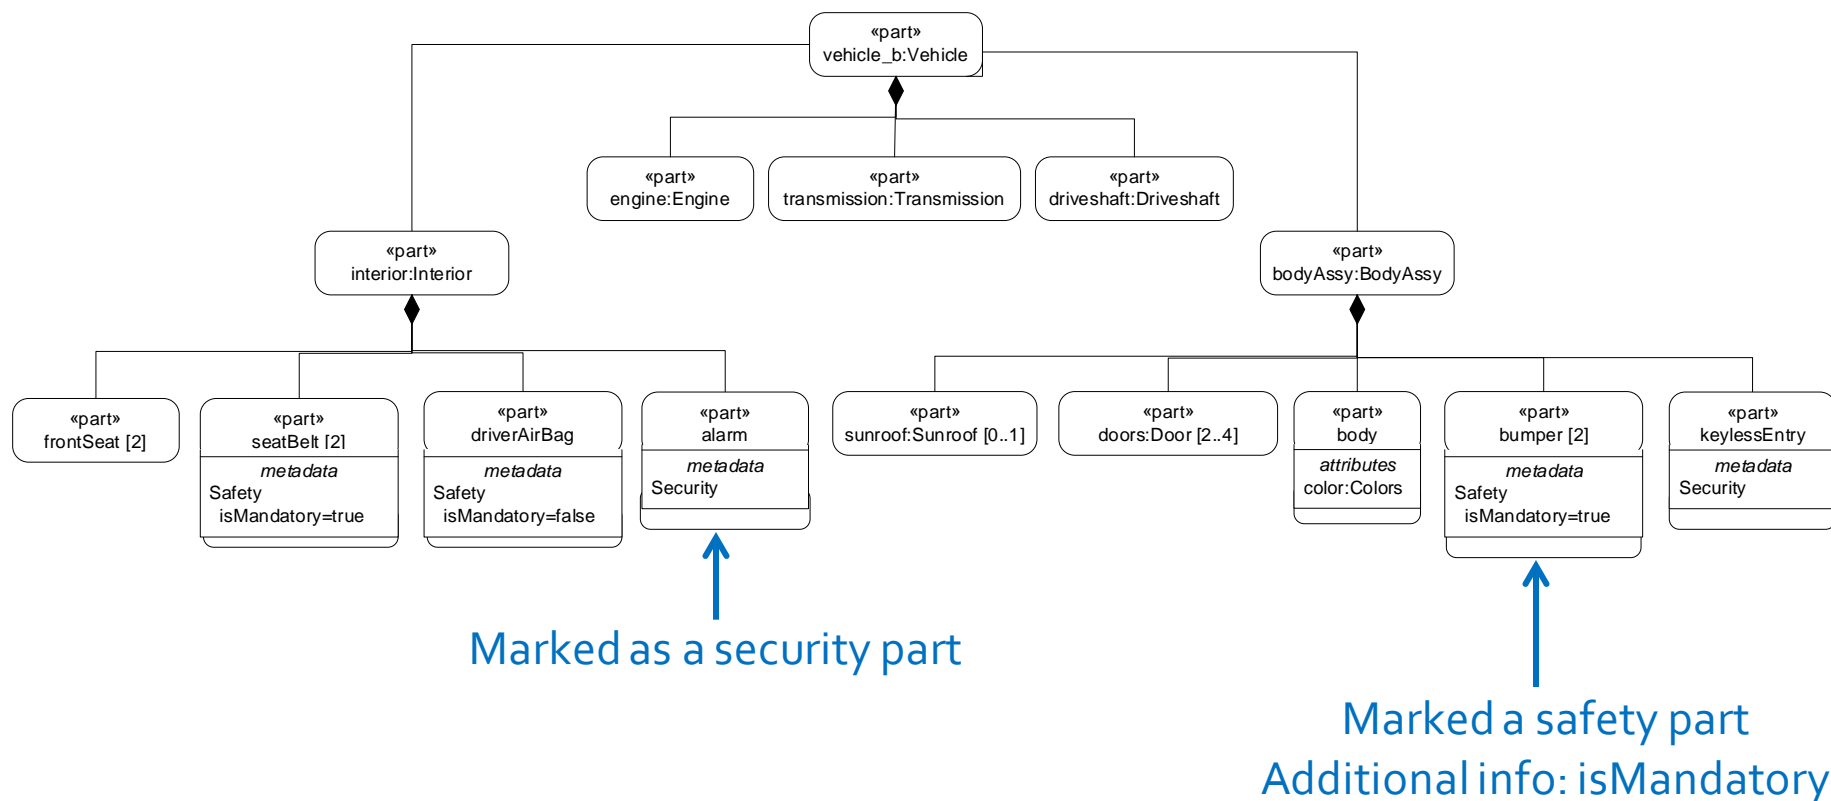 «part»
vehicle_b:Vehicle
«part»
engine:Engine
«part»
transmission:Transmission
«part»
driveshaft:Driveshaft
«part»
interior:Interior
«part»
bodyAssy:BodyAssy
«part»
frontSeat [2]
«part»
seatBelt [2]
metadata
Safety
isMandatory=true
«part»
driverAirBag
metadata
Safety
isMandatory=false
«part»
alarm
metadata
Security
«part»
sunroof:Sunroof [0..1]
«part»
doors:Door [2..4]
«part»
body
attributes
color:Colors
«part»
bumper [2]
metadata
Safety
isMandatory=true
«part»
keylessEntry
metadata
Security
Marked as a security part
Marked a safety part
Additional info: isMandatory